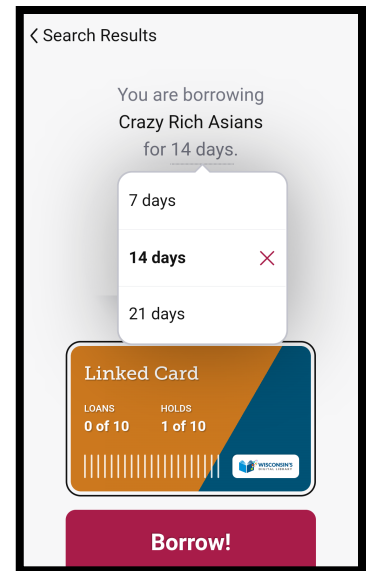 Search Results
You are borrowing
Crazy Rich Asians
for 14 days.
7 days
14 days
21 days
Linked Card
LOANS HOLDS
0 of 10 1 of 10
WISCONSIN'S
DIGITAL LIBRARY
Borrow!